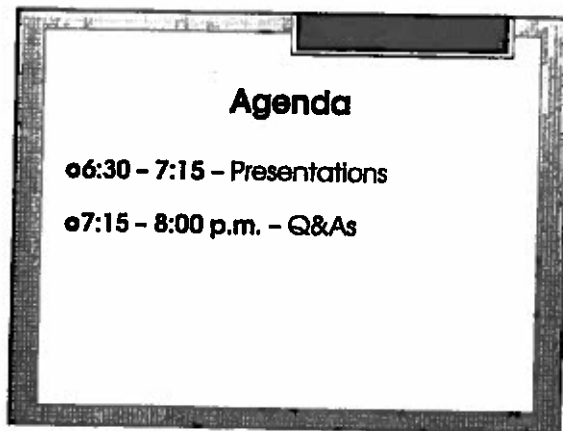 Agenda
o6:30 – 7:15 – Presentations
o7:15 – 8:00 p.m. – Q&As